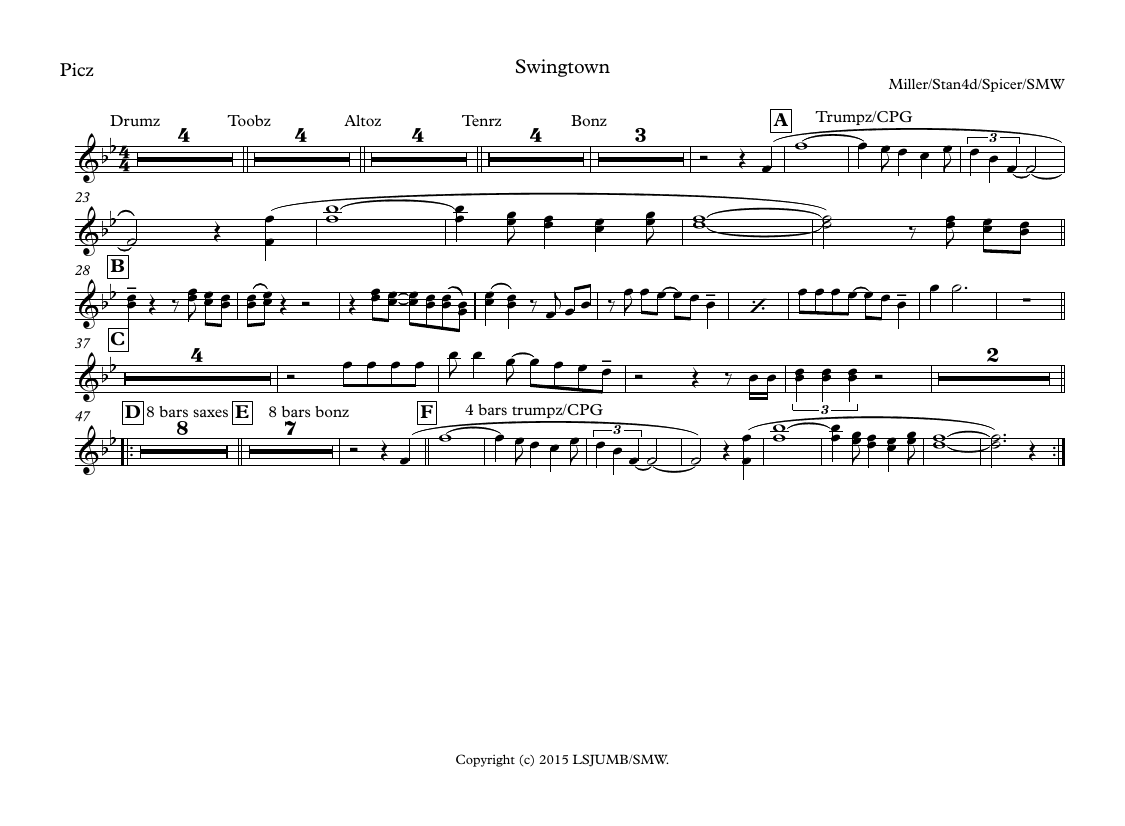 Swingtown
Picz
Miller/Stan4d/Spicer/SMW
Drumz Toobz Altoz Tenrz Bonz A Trumpz/CPG
4 4 4 4 3
3
4
4
23
28 B
37 C
4 2
3
47 D 8 bars saxes E 8 bars bonz F 4 bars trumpz/CPG
8 7 3
Copyright (c) 2015 LSJUMB/SMW.